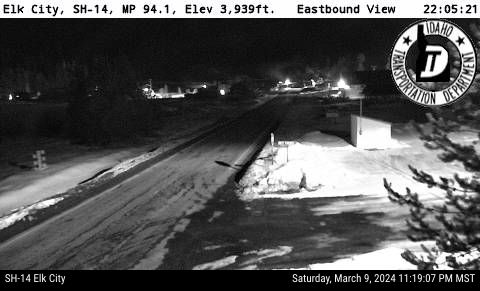 Elk City, SH-14, MP 94.1, Elev 3,939ft. Eastbound View 22:05:21
IDAHO
TRANSPORTATION DEPARTMENT
SH-14 Elk City Saturday, March 9, 2024 11:19:07 PM MST